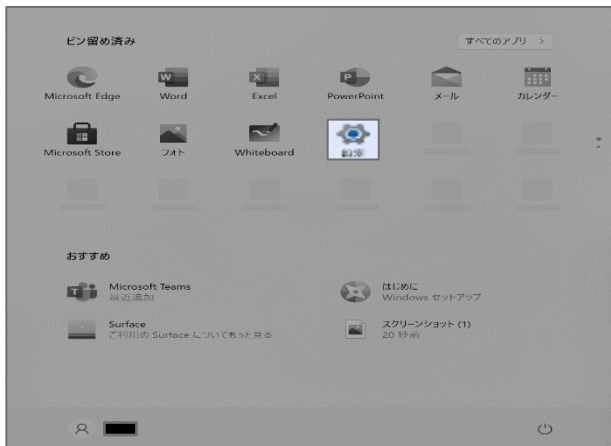 ピン留め済み
すべてのアプリ >
Microsoft Edge
Word
Excel
PowerPoint
メール
カレンダー
Microsoft Store
フォト
Whiteboard
設定
おすすめ
Microsoft Teams
最近追加
はじめに
Windows セットアップ
Surface
ご利用の Surface についてもっと見る
スクリーンショット (1)
20 秒前